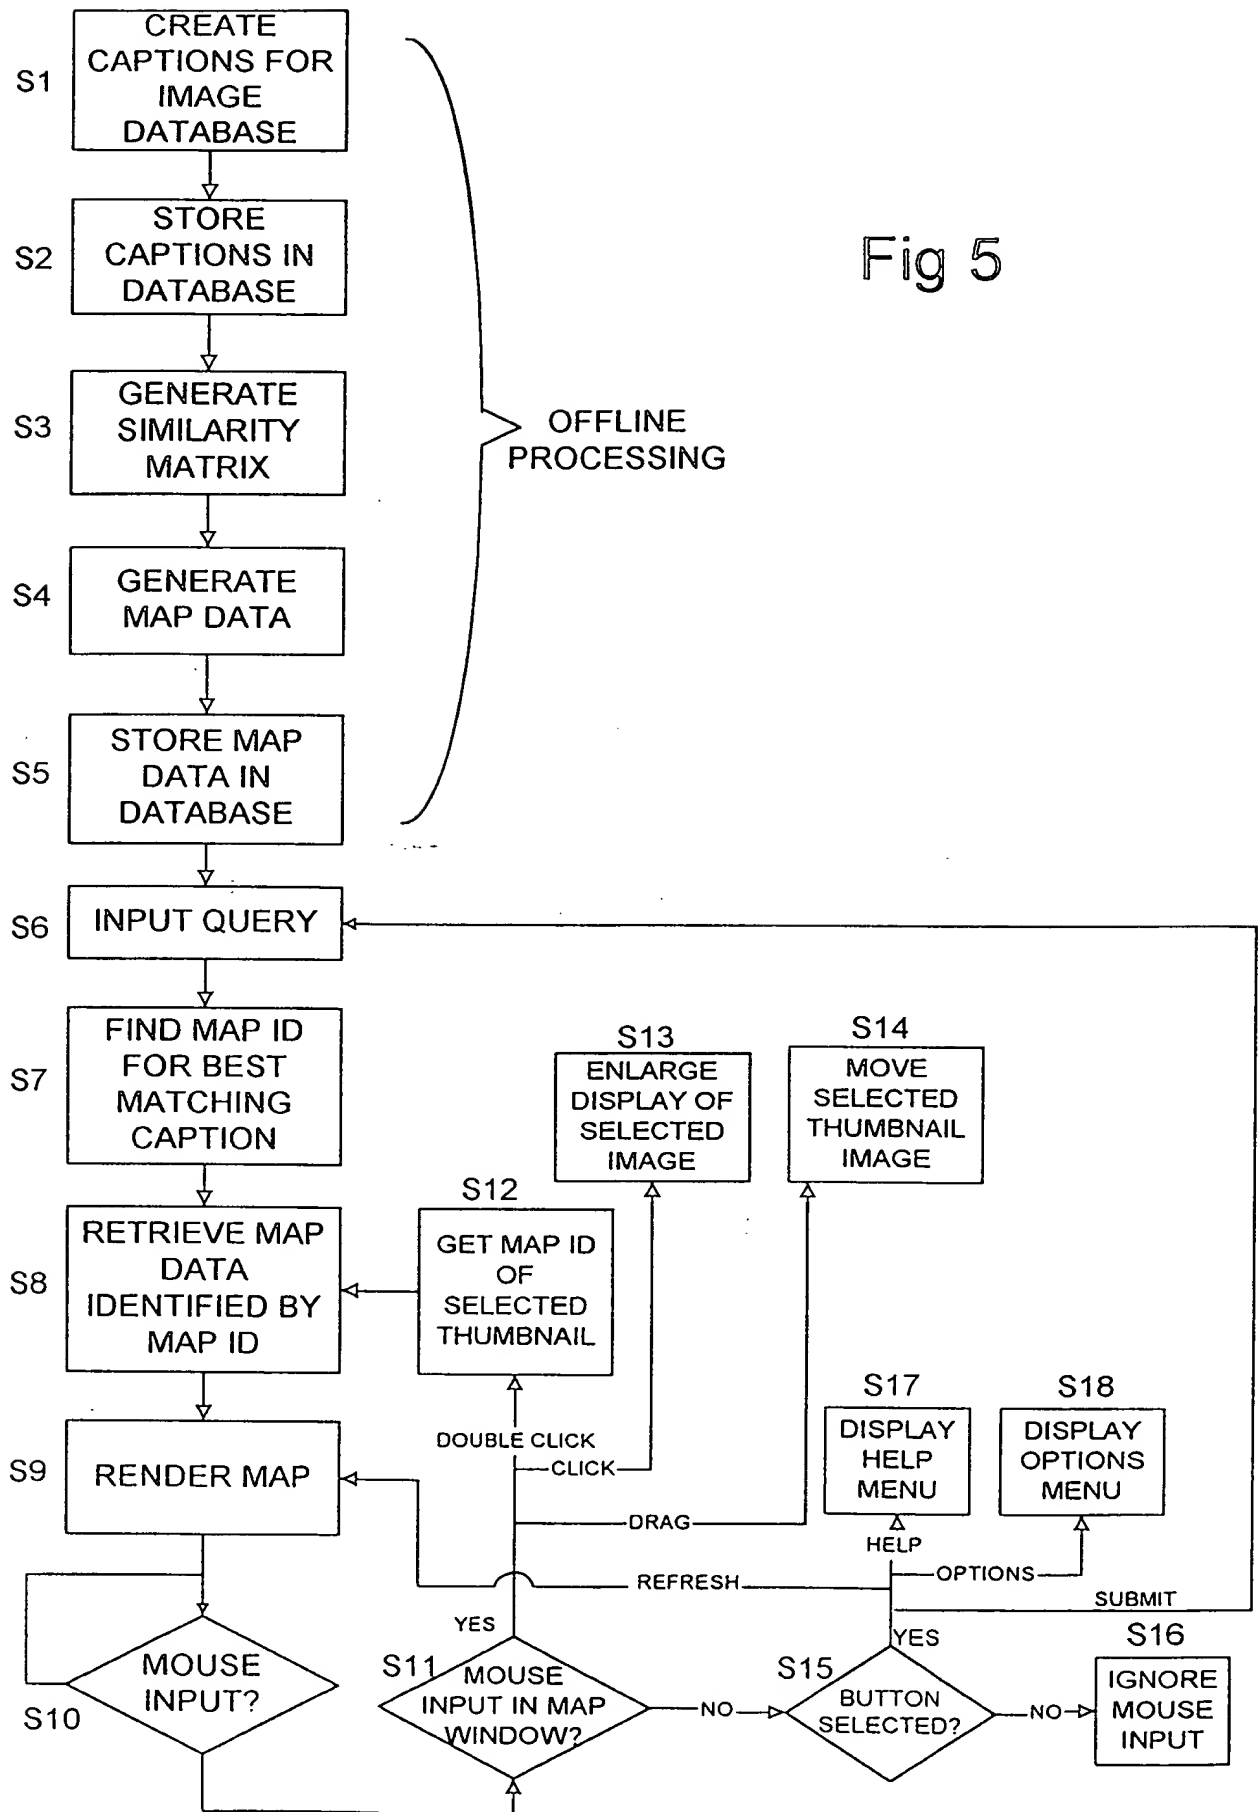 S1
CREATE
CAPTIONS FOR
IMAGE
DATABASE
S2
STORE
CAPTIONS IN
DATABASE
Fig 5
S3
GENERATE
SIMILARITY
MATRIX
OFFLINE
PROCESSING
S4
GENERATE
MAP DATA
S5
STORE MAP
DATA IN
DATABASE
S6
INPUT QUERY
S7
FIND MAP ID
FOR BEST
MATCHING
CAPTION
S13
ENLARGE
DISPLAY OF
SELECTED
IMAGE
S14
MOVE
SELECTED
THUMBNAIL
IMAGE
S8
RETRIEVE MAP
DATA
IDENTIFIED BY
MAP ID
S12
GET MAP ID
OF
SELECTED
THUMBNAIL
S9
RENDER MAP
DOUBLE CLICK
CLICK
DRAG
S17
DISPLAY
HELP
MENU
S18
DISPLAY
OPTIONS
MENU
HELP
OPTIONS
REFRESH
SUBMIT
S10
MOUSE
INPUT?
YES
S11
MOUSE
INPUT IN MAP
WINDOW?
NO
YES
S15
BUTTON
SELECTED?
NO
S16
IGNORE
MOUSE
INPUT